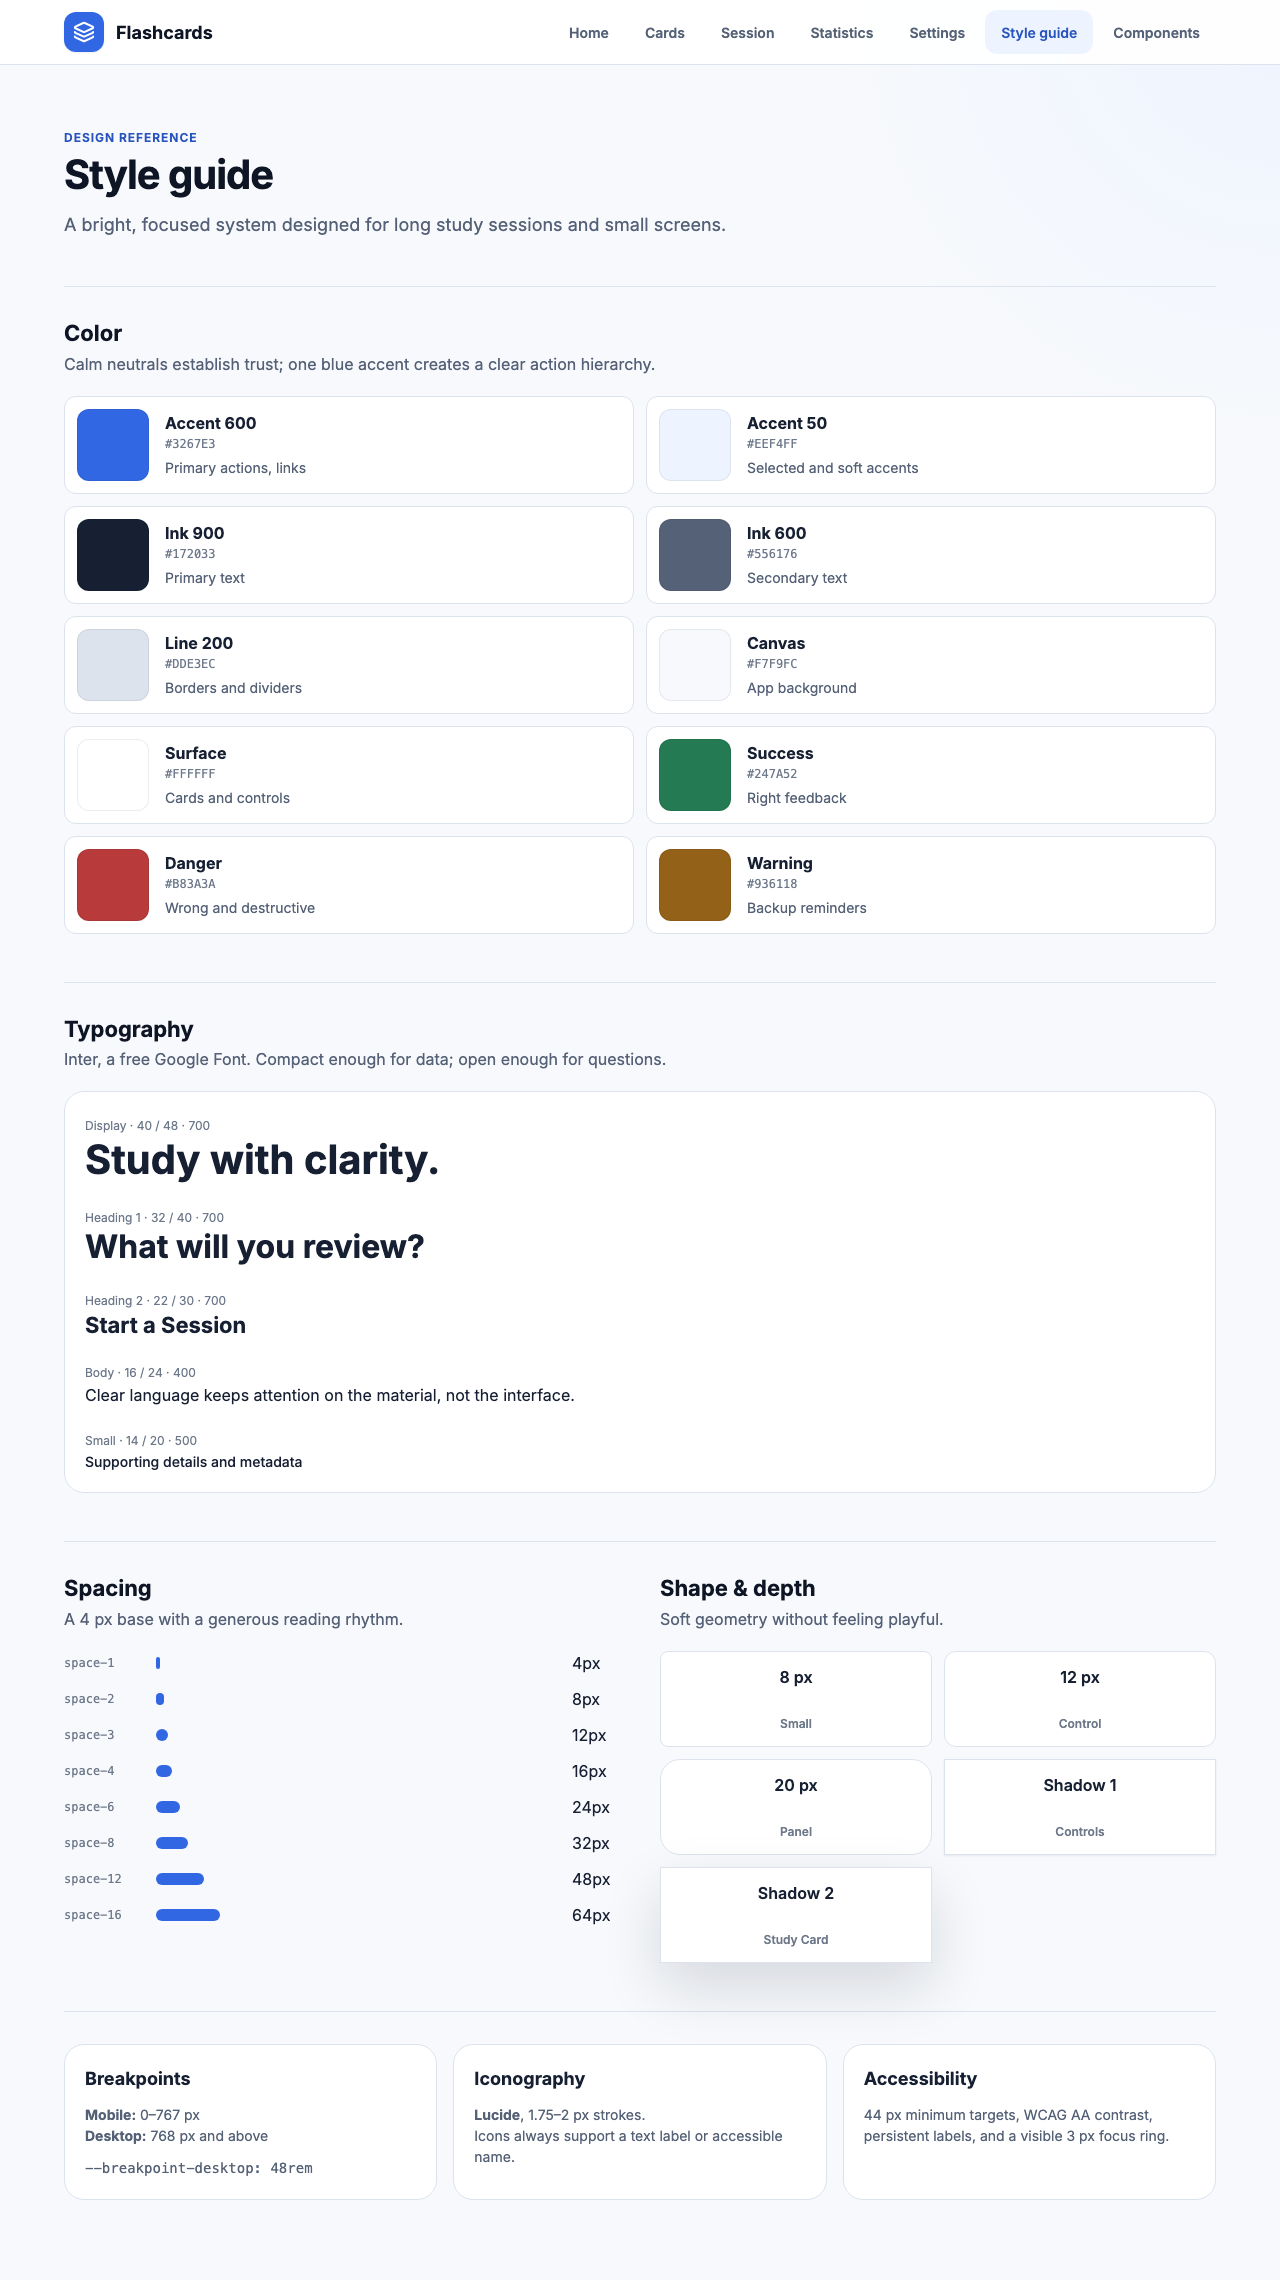 Flashcards
Home
Cards
Session
Statistics
Settings
Style guide
Components
DESIGN REFERENCE
Style guide
A bright, focused system designed for long study sessions and small screens.
Color
Calm neutrals establish trust; one blue accent creates a clear action hierarchy.
Accent 600
#3267E3
Primary actions, links
Accent 50
#EEF4FF
Selected and soft accents
Ink 900
#172033
Primary text
Ink 600
#556176
Secondary text
Line 200
#DDE3EC
Borders and dividers
Canvas
#F7F9FC
App background
Surface
#FFFFFF
Cards and controls
Success
#247A52
Right feedback
Danger
#B83A3A
Wrong and destructive
Warning
#936118
Backup reminders
Typography
Inter, a free Google Font. Compact enough for data; open enough for questions.
Display · 40 / 48 · 700
Study with clarity.
Heading 1 · 32 / 40 · 700
What will you review?
Heading 2 · 22 / 30 · 700
Start a Session
Body · 16 / 24 · 400
Clear language keeps attention on the material, not the interface.
Small · 14 / 20 · 500
Supporting details and metadata
Spacing
A 4 px base with a generous reading rhythm.
space-1 4px
space-2 8px
space-3 12px
space-4 16px
space-6 24px
space-8 32px
space-12 48px
space-16 64px
Shape & depth
Soft geometry without feeling playful.
8 px
Small
12 px
Control
20 px
Panel
Shadow 1
Controls
Shadow 2
Study Card
Breakpoints
Mobile: 0–767 px
Desktop: 768 px and above
--breakpoint-desktop: 48rem
Iconography
Lucide, 1.75–2 px strokes.
Icons always support a text label or accessible
name.
Accessibility
44 px minimum targets, WCAG AA contrast,
persistent labels, and a visible 3 px focus ring.